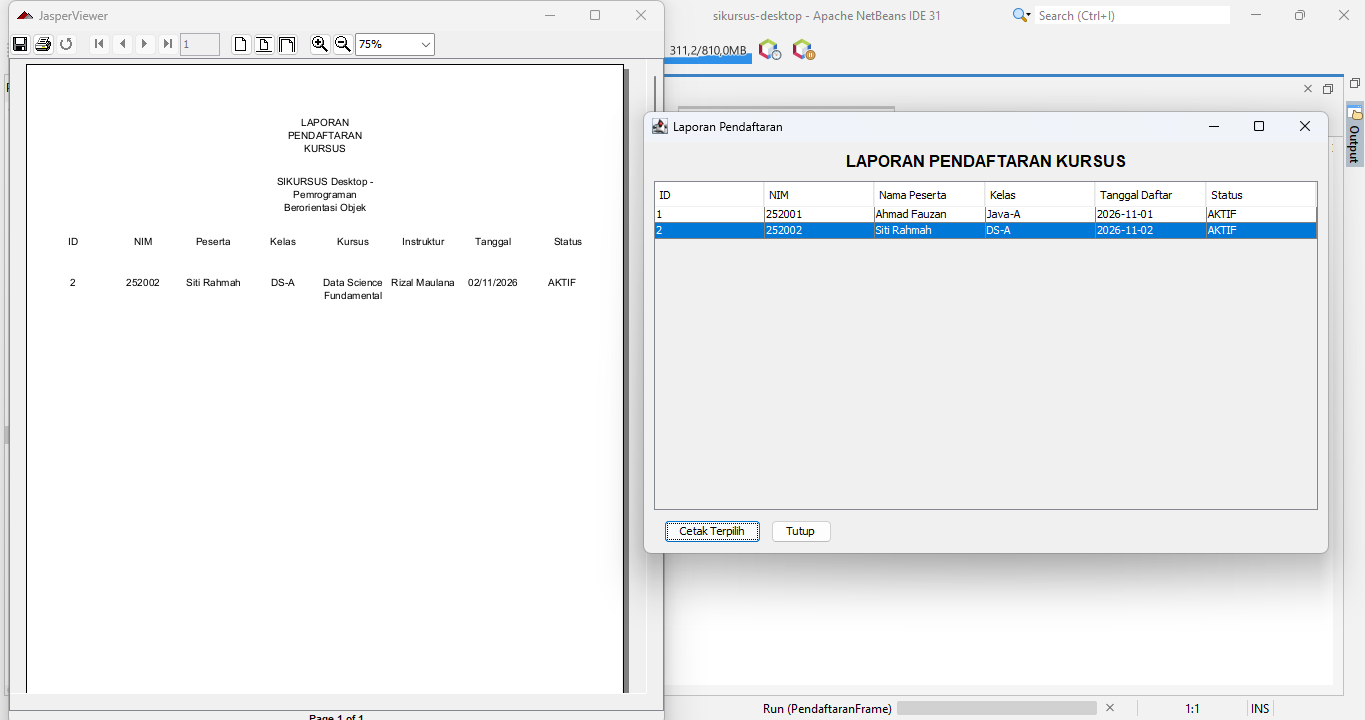 JasperViewer
1
75%
LAPORAN
PENDAFTARAN
KURSUS
SIKURSUS Desktop -
Pemrograman
Berorientasi Objek
ID NIM Peserta Kelas Kursus Instruktur Tanggal Status
2 252002 Siti Rahmah DS-A Data Science Rizal Maulana 02/11/2026 AKTIF
Fundamental
Page 1 of 1
sikursus-desktop - Apache NetBeans IDE 31
Search (Ctrl+I)
311,2/810,0MB
Output
Laporan Pendaftaran
LAPORAN PENDAFTARAN KURSUS
ID NIM Nama Peserta Kelas Tanggal Daftar Status
1 252001 Ahmad Fauzan Java-A 2026-11-01 AKTIF
2 252002 Siti Rahmah DS-A 2026-11-02 AKTIF
Cetak Terpilih Tutup
Run (PendaftaranFrame) 1:1 INS